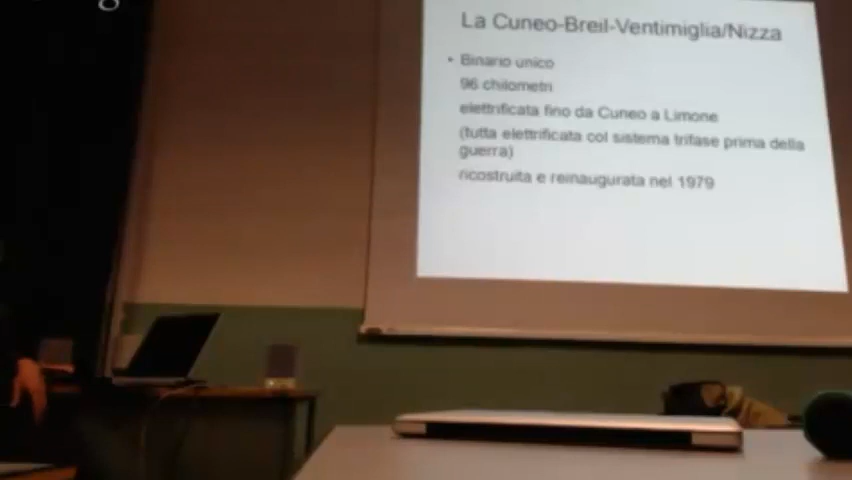 La Cuneo-Breil-Ventimiglia/Nizza
• Binario unico
96 chilometri
elettrificata fino da Cuneo a Limone
(tutta elettrificata col sistema trifase prima della
guerra)
ricostruita e reinaugurata nel 1979